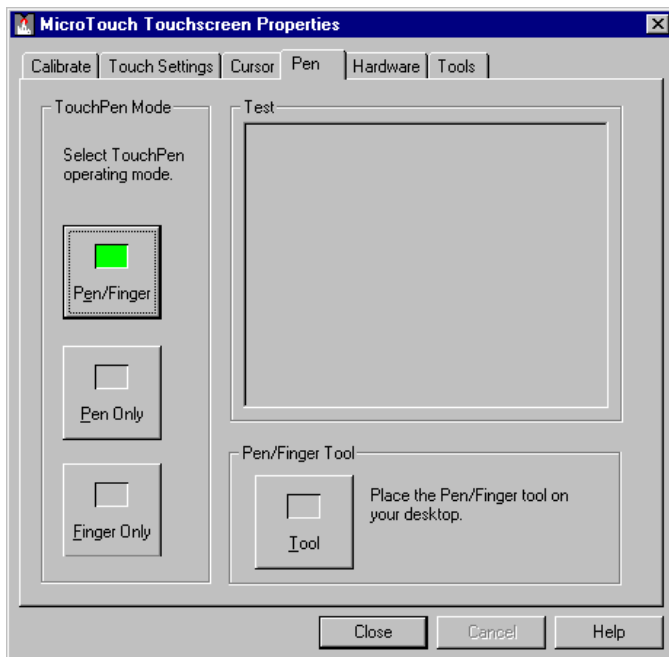 MicroTouch Touchscreen Properties
Calibrate Touch Settings Cursor Pen Hardware Tools
TouchPen Mode
Select TouchPen
operating mode.
Pen/Finger
Pen Only
Finger Only
Test
Pen/Finger Tool
Tool
Place the Pen/Finger tool on
your desktop.
Close Cancel Help